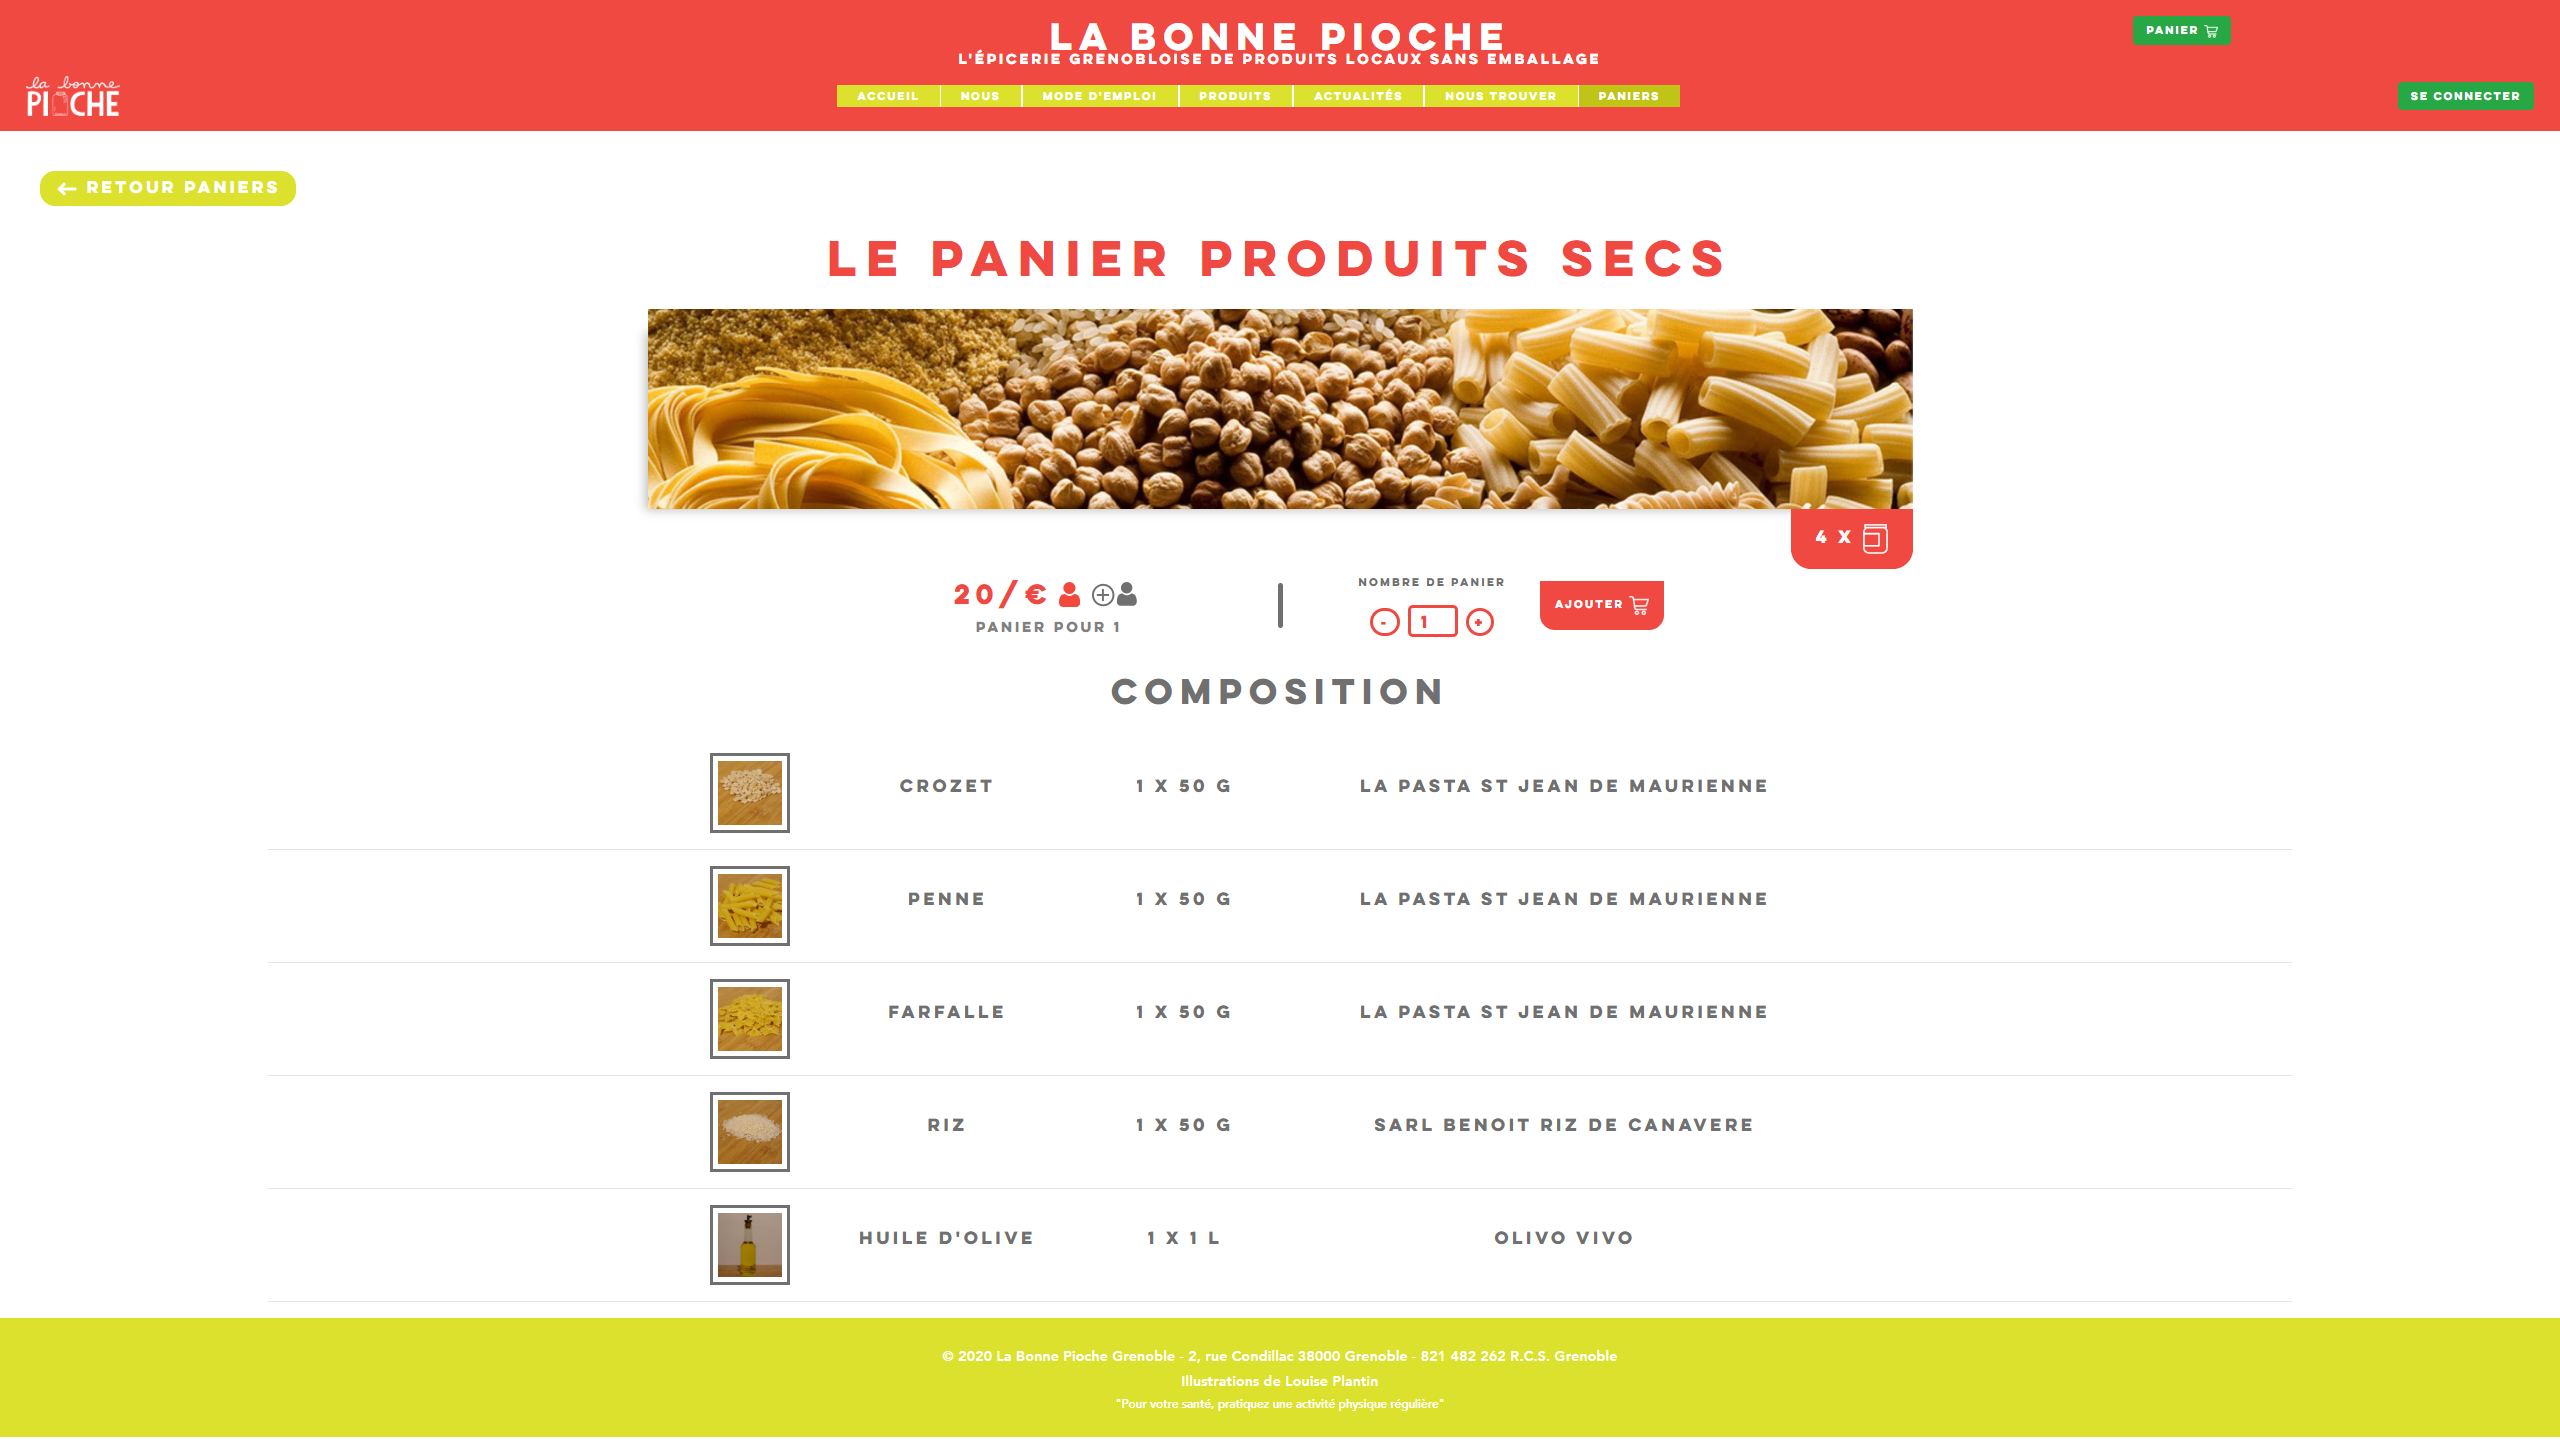 LA BONNE PIOCHE
L'ÉPICERIE GRENOBLOISE DE PRODUITS LOCAUX SANS EMBALLAGE
PANIER
la bonne
PIOCHE
ACCUEIL NOUS MODE D'EMPLOI PRODUITS ACTUALITÉS NOUS TROUVER PANIERS
SE CONNECTER
← RETOUR PANIERS
LE PANIER PRODUITS SECS
4 X
20/€
PANIER POUR 1
NOMBRE DE PANIER
- 1 +
AJOUTER
COMPOSITION
CROZET 1 X 50 G LA PASTA ST JEAN DE MAURIENNE
PENNE 1 X 50 G LA PASTA ST JEAN DE MAURIENNE
FARFALLE 1 X 50 G LA PASTA ST JEAN DE MAURIENNE
RIZ 1 X 50 G SARL BENOIT RIZ DE CANAVERE
HUILE D'OLIVE 1 X 1 L OLIVO VIVO
© 2020 La Bonne Pioche Grenoble - 2, rue Condillac 38000 Grenoble - 821 482 262 R.C.S. Grenoble
Illustrations de Louise Plantin
"Pour votre santé, pratiquez une activité physique régulière"